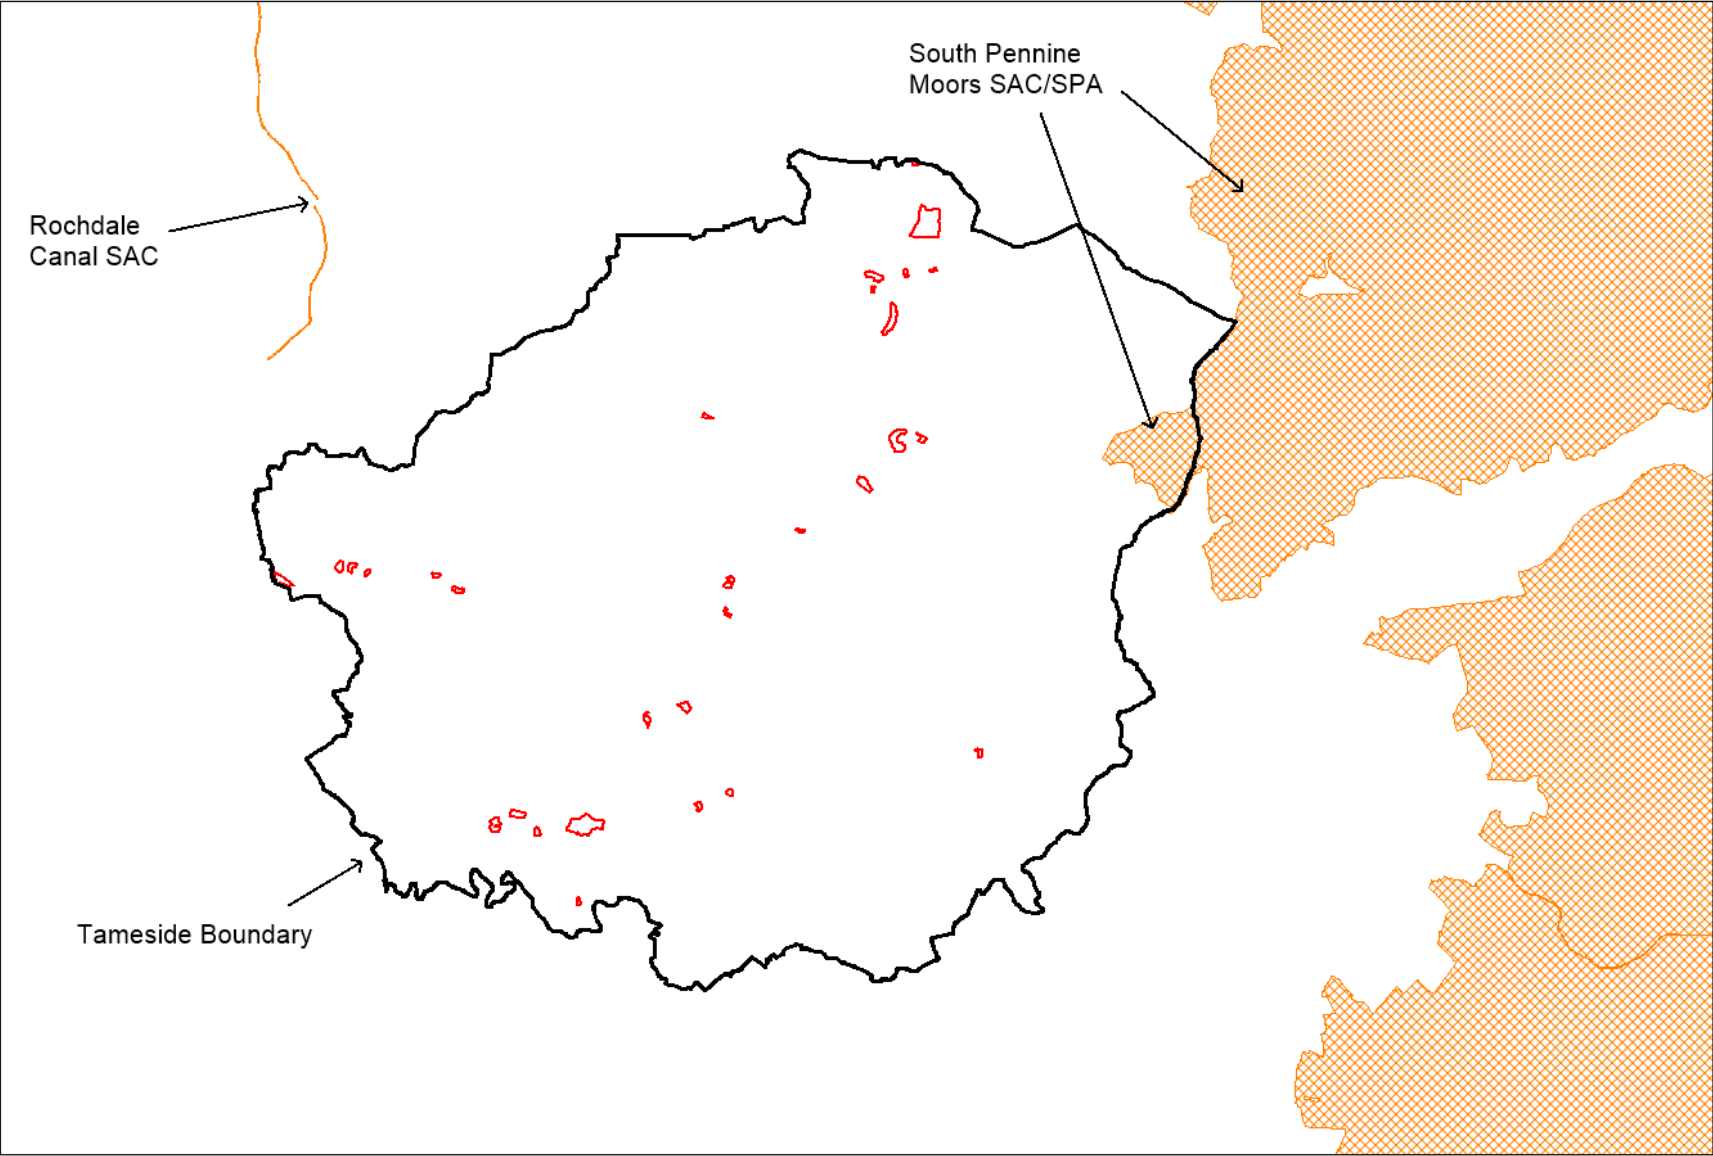 South Pennine
Moors SAC/SPA
Rochdale
Canal SAC
Tameside Boundary